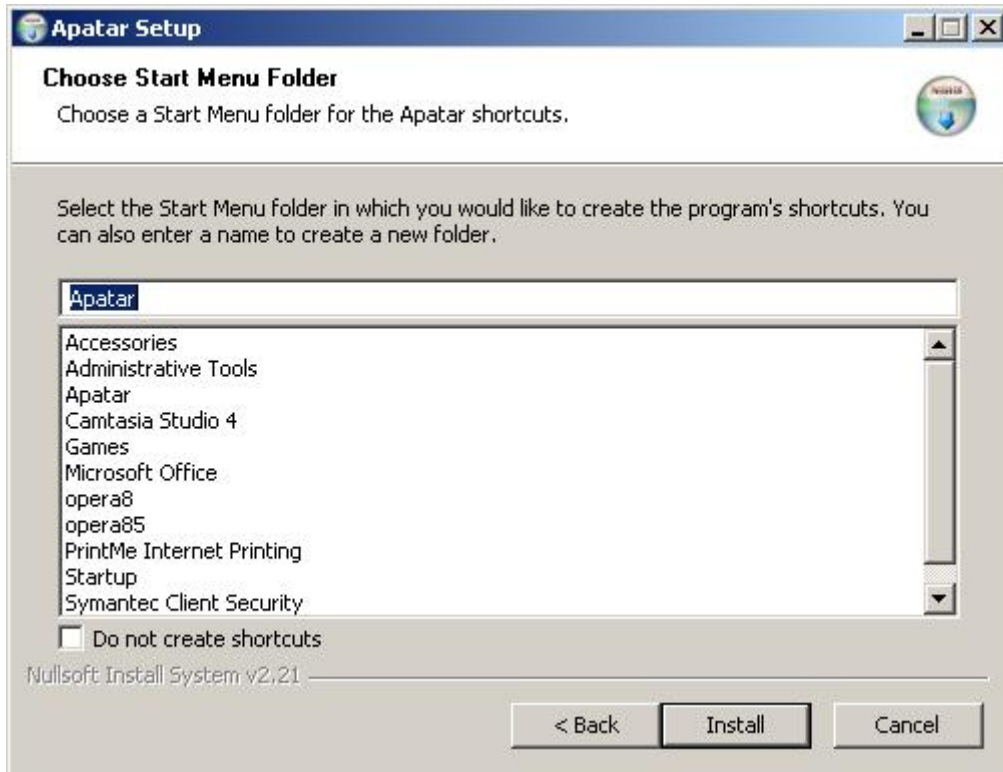 Apatar Setup
Choose Start Menu Folder
Choose a Start Menu folder for the Apatar shortcuts.
Select the Start Menu folder in which you would like to create the program's shortcuts. You
can also enter a name to create a new folder.
Apatar
Accessories
Administrative Tools
Apatar
Camtasia Studio 4
Games
Microsoft Office
opera8
opera85
PrintMe Internet Printing
Startup
Symantec Client Security
Do not create shortcuts
Nullsoft Install System v2.21
< Back
Install
Cancel